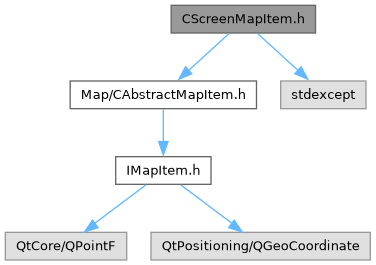 CScreenMapItem.h
Map/CAbstractMapItem.h
stdexcept
IMapItem.h
QtCore/QPointF
QtPositioning/QGeoCoordinate